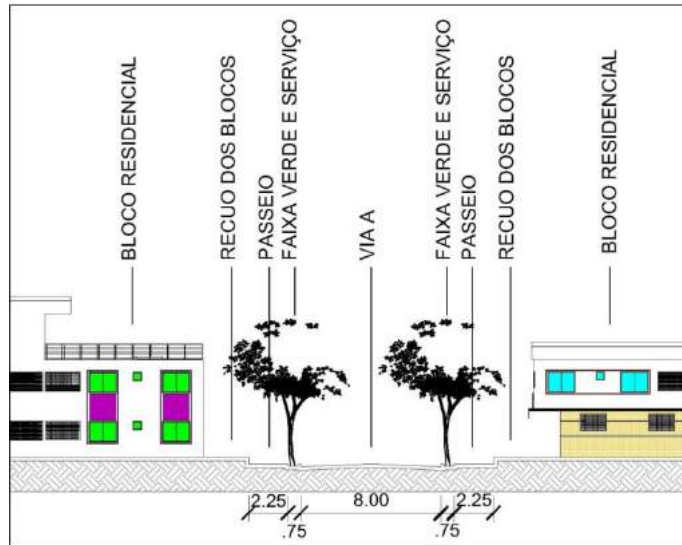 BLOCO RESIDENCIAL
RECUO DOS BLOCOS
PASSEIO
FAIXA VERDE E SERVIÇO
VIA A
FAIXA VERDE E SERVIÇO
PASSEIO
RECUO DOS BLOCOS
BLOCO RESIDENCIAL
2.25
.75
8.00
.75
2.25